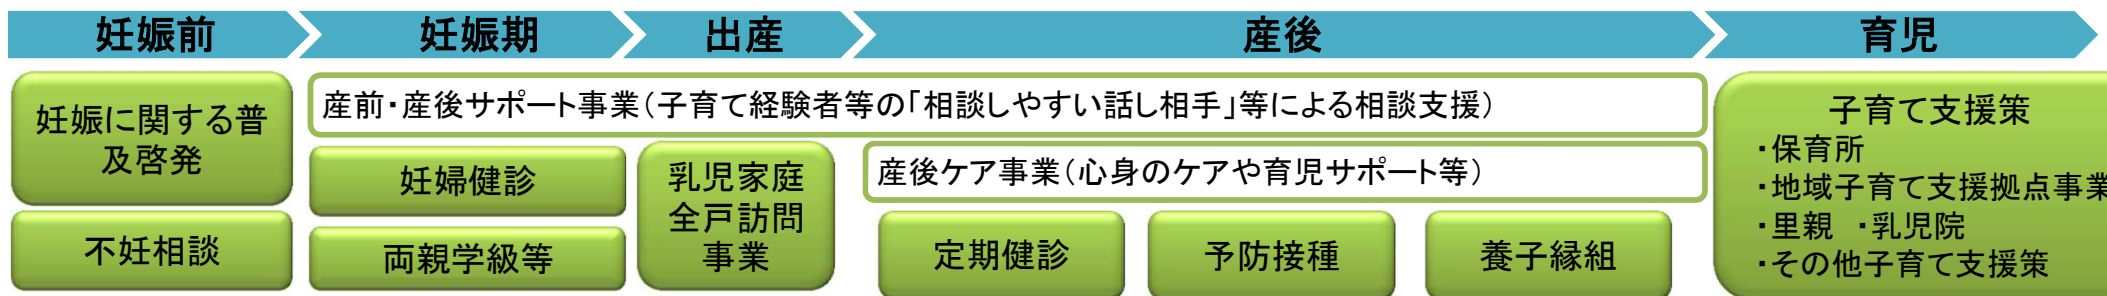 妊娠前
妊娠期
出産
産後
育児
妊娠に関する普
及啓発
不妊相談
産前・産後サポート事業(子育て経験者等の「相談しやすい話し相手」等による相談支援)
妊婦健診
両親学級等
乳児家庭
全戸訪問
事業
産後ケア事業(心身のケアや育児サポート等)
定期健診
予防接種
養子縁組
子育て支援策
・保育所
・地域子育て支援拠点事業
・里親 ・乳児院
・その他子育て支援策